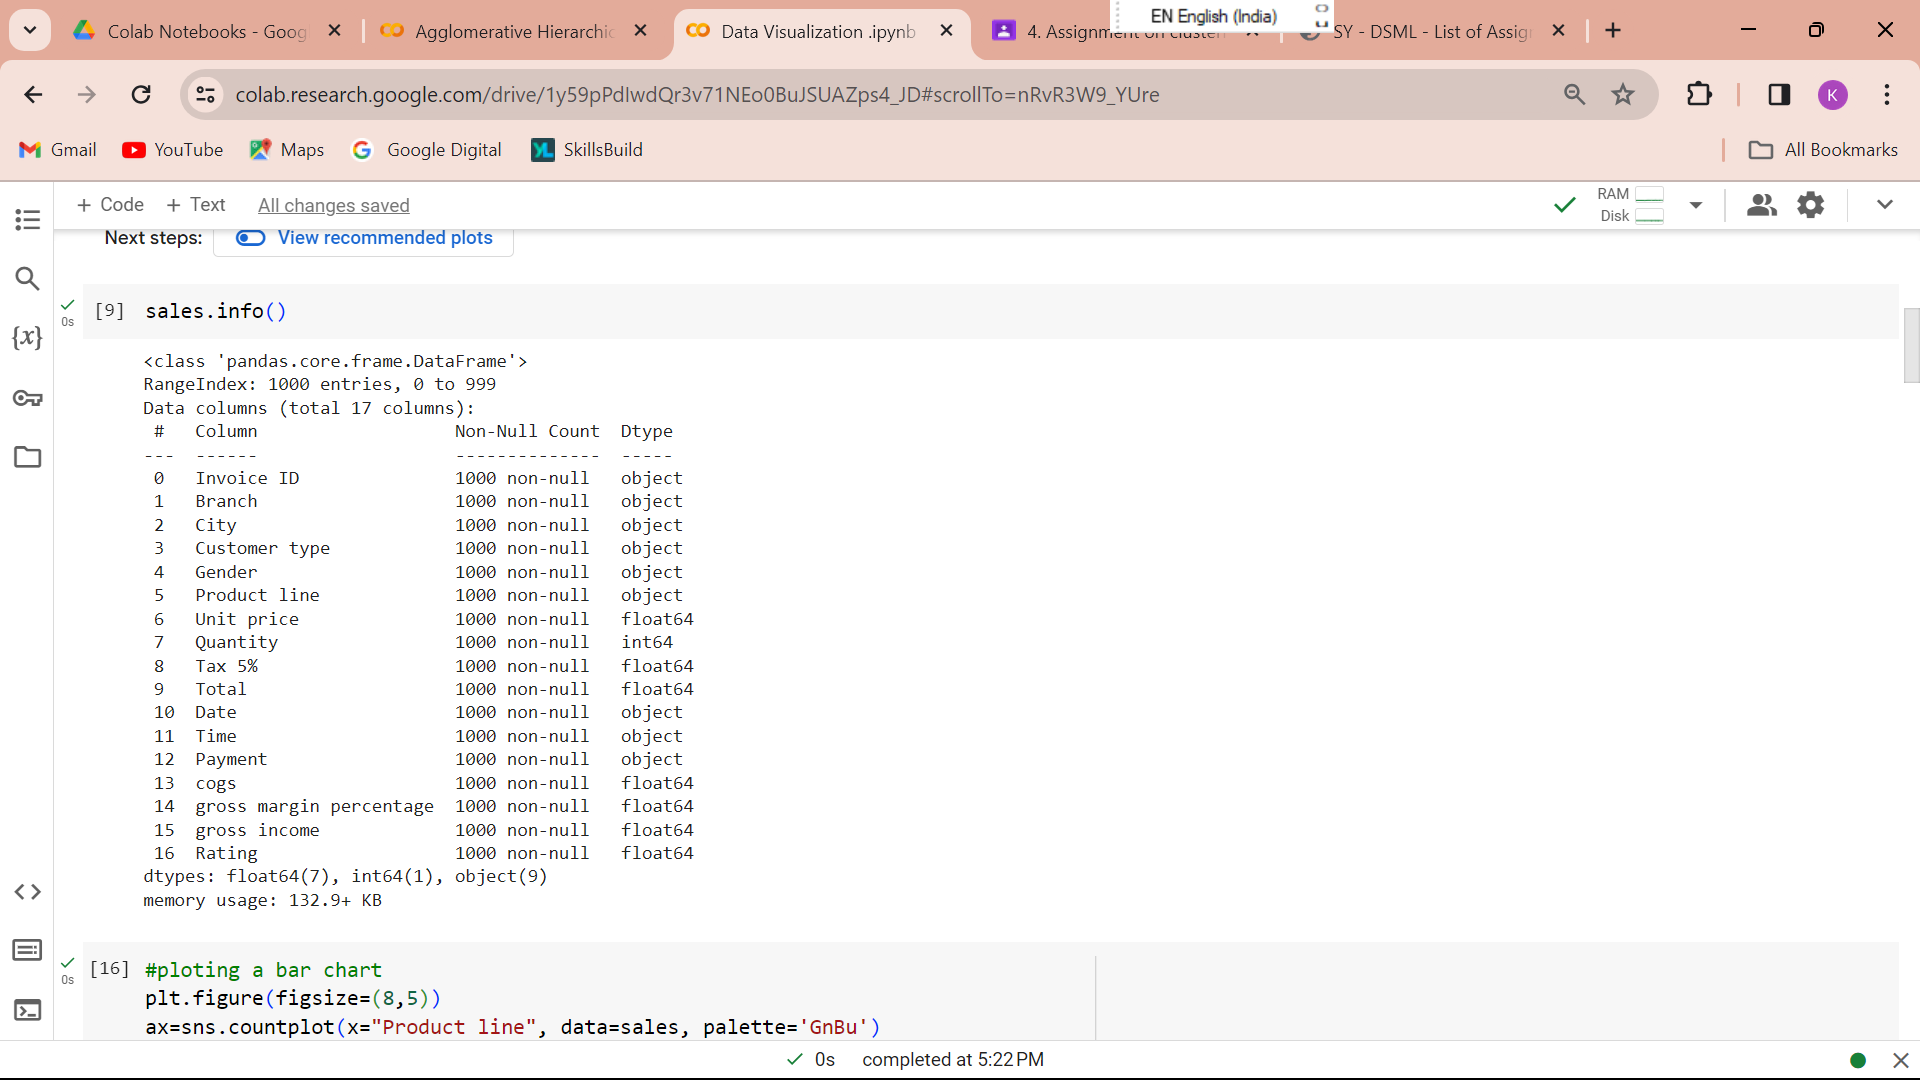 Colab Notebooks - Goog
Agglomerative Hierarchic
Data Visualization .ipynb
4. Assignment on Cluster
SY - DSML - List of Assig
EN English (India)
colab.research.google.com/drive/1y59pPdIwdQr3v71NEo0BuJSUAZps4_JD#scrollTo=nRvR3W9_YUre
K
Gmail
YouTube
Maps
Google Digital
SkillsBuild
All Bookmarks
+ Code
+ Text
All changes saved
RAM
Disk
Next steps:
View recommended plots
{x}
0s
[9] sales.info()
<class 'pandas.core.frame.DataFrame'>
RangeIndex: 1000 entries, 0 to 999
Data columns (total 17 columns):
# Column Non-Null Count Dtype
--- ------ -------------- -----
0 Invoice ID 1000 non-null object
1 Branch 1000 non-null object
2 City 1000 non-null object
3 Customer type 1000 non-null object
4 Gender 1000 non-null object
5 Product line 1000 non-null object
6 Unit price 1000 non-null float64
7 Quantity 1000 non-null int64
8 Tax 5% 1000 non-null float64
9 Total 1000 non-null float64
10 Date 1000 non-null object
11 Time 1000 non-null object
12 Payment 1000 non-null object
13 cogs 1000 non-null float64
14 gross margin percentage 1000 non-null float64
15 gross income 1000 non-null float64
16 Rating 1000 non-null float64
dtypes: float64(7), int64(1), object(9)
memory usage: 132.9+ KB
0s
[16] #ploting a bar chart
plt.figure(figsize=(8,5))
ax=sns.countplot(x="Product line", data=sales, palette='GnBu')
0s completed at 5:22 PM